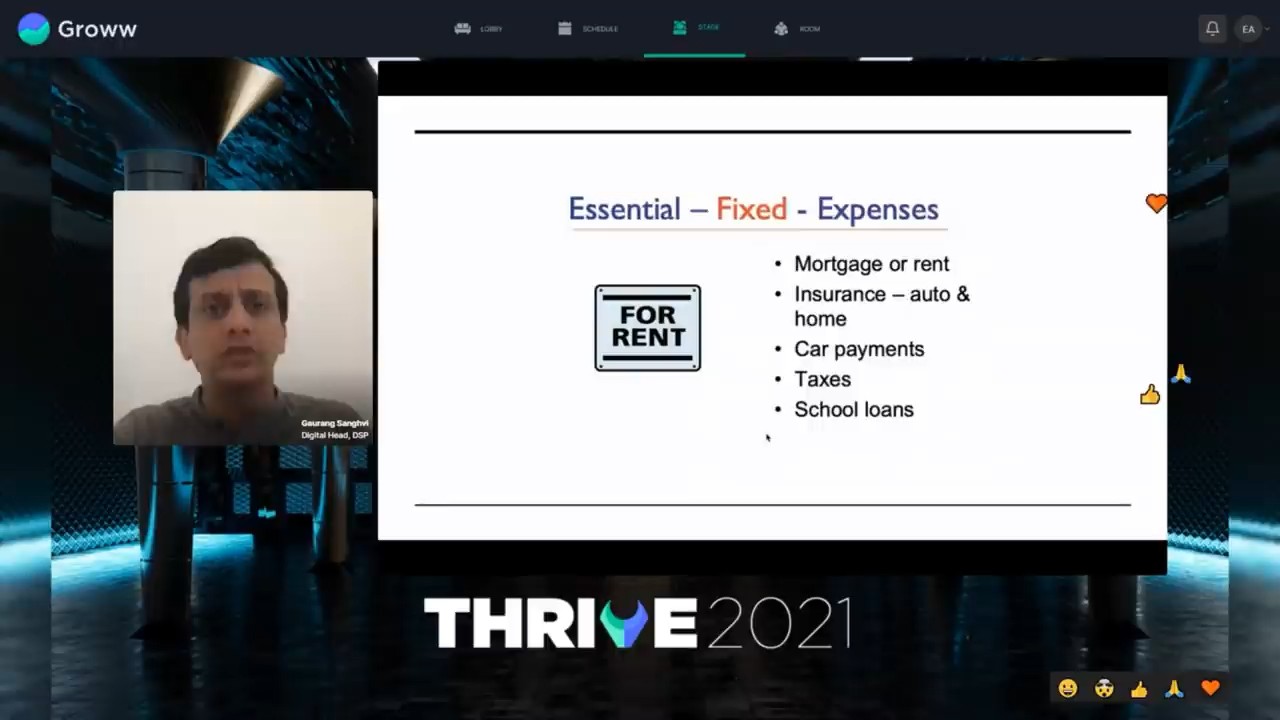 Groww
LOBBY
SCHEDULE
STAGE
ROOM
EA
Essential – Fixed - Expenses
FOR
RENT
• Mortgage or rent
• Insurance – auto &
home
• Car payments
• Taxes
• School loans
Gaurang Sanghvi
Digital Head, DSP
THRIVE 2021